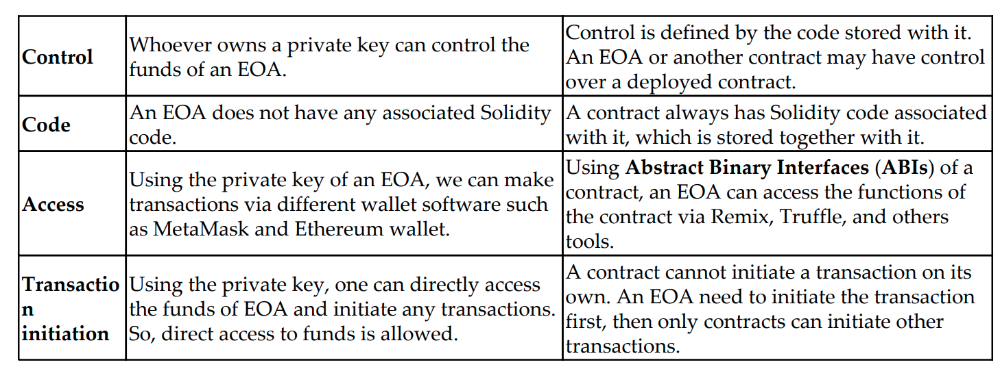 Control
Whoever owns a private key can control the
funds of an EOA.
Control is defined by the code stored with it.
An EOA or another contract may have control
over a deployed contract.
Code
An EOA does not have any associated Solidity
code.
A contract always has Solidity code associated
with it, which is stored together with it.
Access
Using the private key of an EOA, we can make
transactions via different wallet software such
as MetaMask and Ethereum wallet.
Using Abstract Binary Interfaces (ABIs) of a
contract, an EOA can access the functions of
the contract via Remix, Truffle, and others
tools.
Transactio
n
initiation
Using the private key, one can directly access
the funds of EOA and initiate any transactions.
So, direct access to funds is allowed.
A contract cannot initiate a transaction on its
own. An EOA need to initiate the transaction
first, then only contracts can initiate other
transactions.